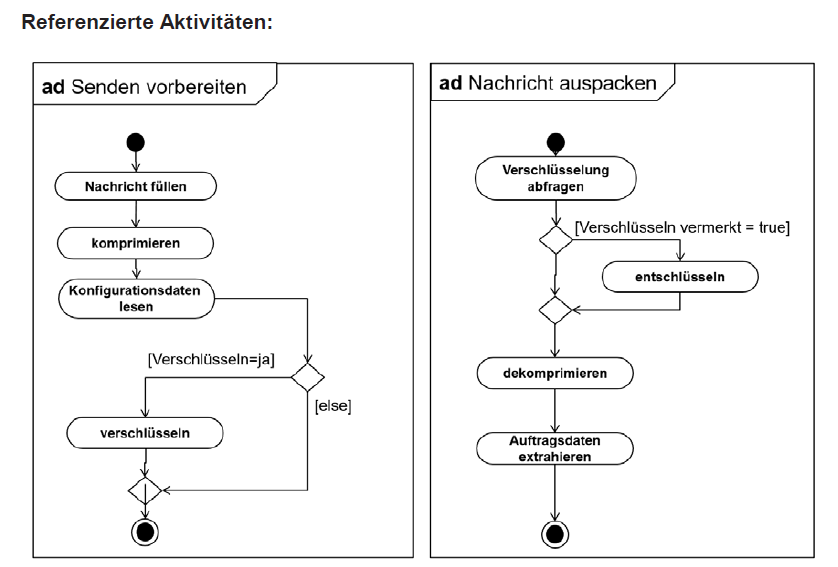 Referenzierte Aktivitäten:
ad Senden vorbereiten
Nachricht füllen
komprimieren
Konfigurationsdaten
lesen
[Verschlüsseln=ja]
[else]
verschlüsseln
ad Nachricht auspacken
Verschlüsselung
abfragen
[Verschlüsseln vermerkt = true]
entschlüsseln
dekomprimieren
Auftragsdaten
extrahieren